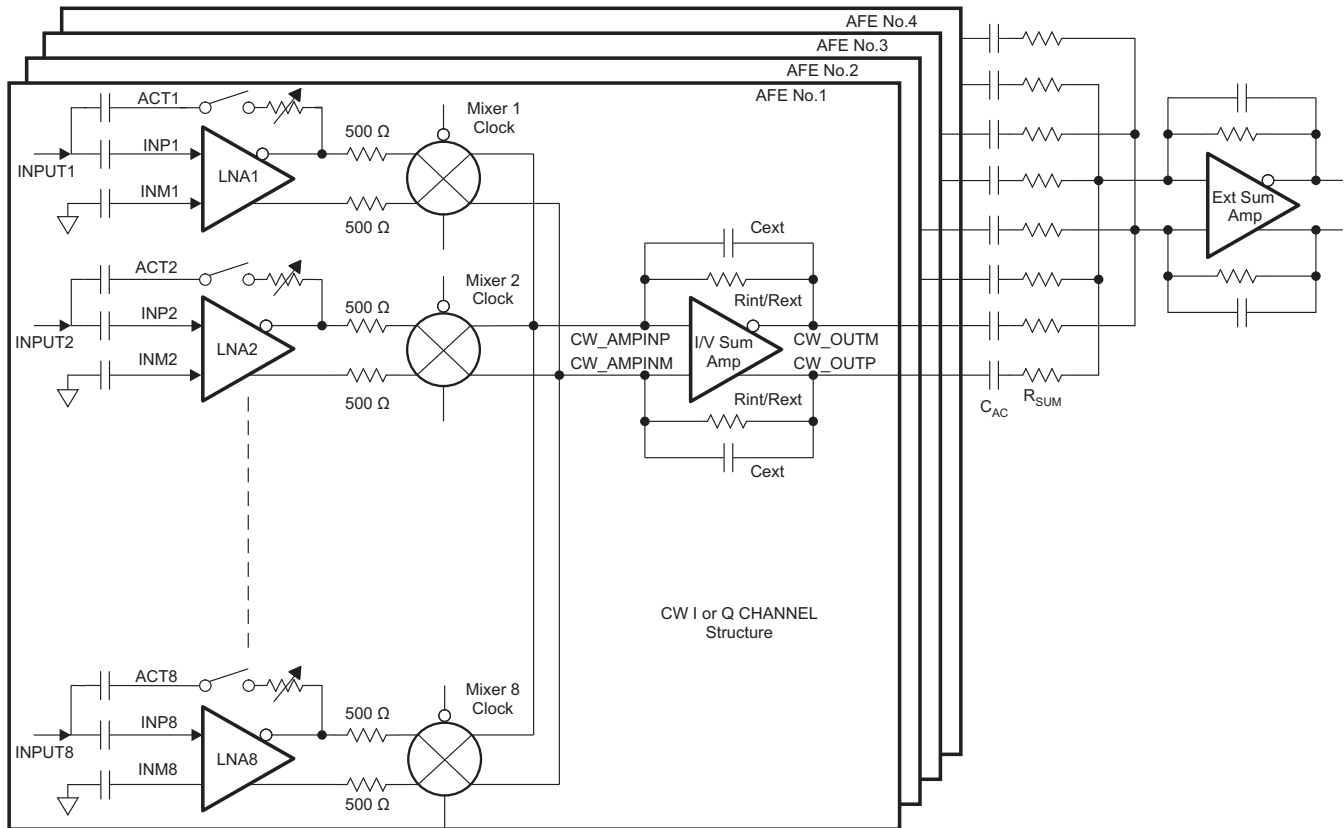 AFE No.4
AFE No.3
AFE No.2
AFE No.1
ACT1
INP1
INPUT1
INM1
LNA1
500 Ω
500 Ω
Mixer 1
Clock
ACT2
INP2
INPUT2
INM2
LNA2
500 Ω
500 Ω
Mixer 2
Clock
Cext
Rint/Rext
CW_AMPINP
CW_AMPINM
I/V Sum
Amp
CW_OUTM
CW_OUTP
Rint/Rext
Cext
CAC
RSUM
Ext Sum
Amp
CW I or Q CHANNEL
Structure
ACT8
INP8
INPUT8
INM8
LNA8
500 Ω
500 Ω
Mixer 8
Clock